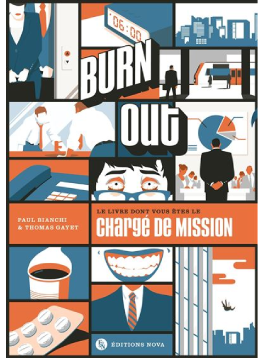 06:00
BURN
OUT
LE LIVRE DONT VOUS ÊTES LE
CHARGÉ DE MISSION
PAUL BIANCHI
& THOMAS GAYET
ÉDITIONS NOVA